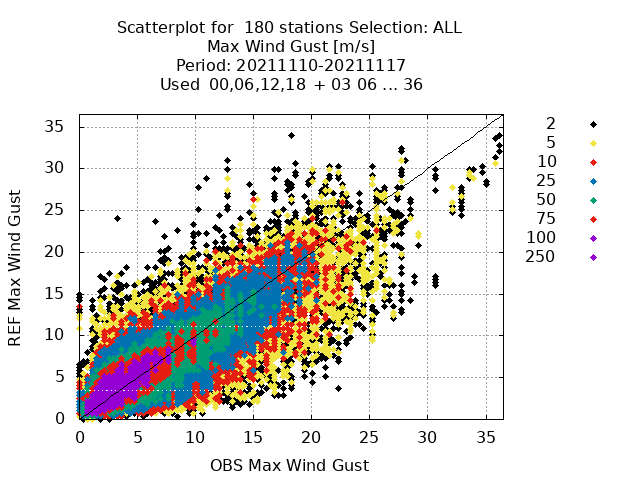 Scatterplot for  180 stations Selection: ALL
Max Wind Gust [m/s]
Period: 20211110-20211117
Used  00,06,12,18 + 03 06 ... 36
35
30
25
20
15
10
5
0
REF Max Wind Gust
0 5 10 15 20 25 30 35
OBS Max Wind Gust
2
5
10
25
50
75
100
250